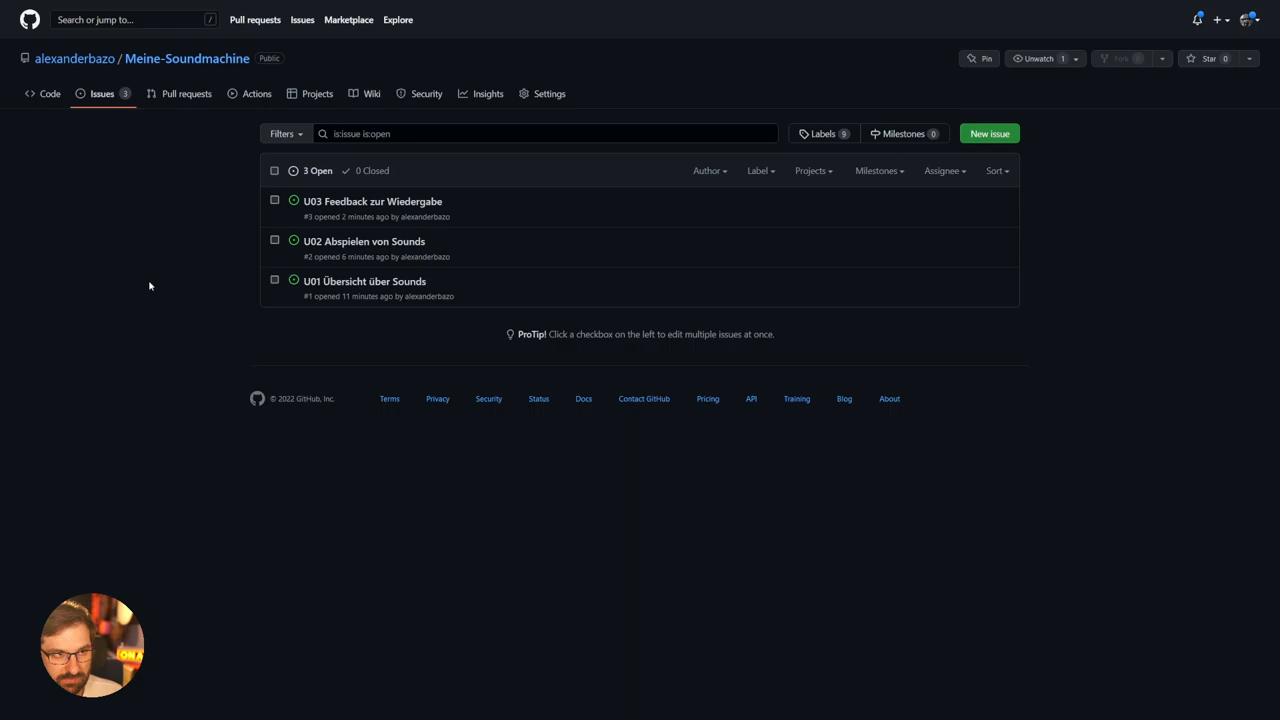 Search or jump to... /
Pull requests Issues Marketplace Explore
alexanderbazo / Meine-Soundmachine Public
Pin Unwatch 1 Fork 0 Star 0
Code Issues 3 Pull requests Actions Projects Wiki Security Insights Settings
Filters is:issue is:open Labels 9 Milestones 0 New issue
3 Open 0 Closed Author Label Projects Milestones Assignee Sort
U03 Feedback zur Wiedergabe
#3 opened 2 minutes ago by alexanderbazo
U02 Abspielen von Sounds
#2 opened 6 minutes ago by alexanderbazo
U01 Übersicht über Sounds
#1 opened 11 minutes ago by alexanderbazo
ProTip! Click a checkbox on the left to edit multiple issues at once.
© 2022 GitHub, Inc. Terms Privacy Security Status Docs Contact GitHub Pricing API Training Blog About